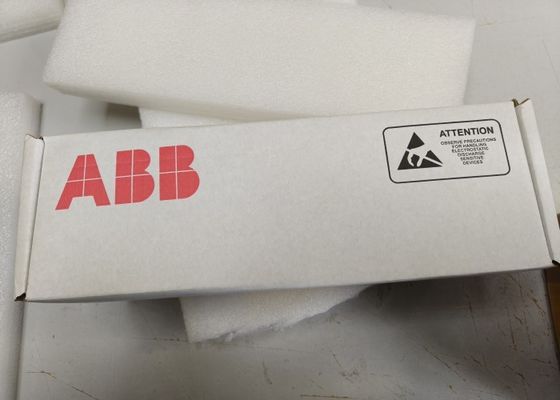 ABB
ATTENTION
OBSERVE PRECAUTIONS
FOR HANDLING
ELECTROSTATIC
DISCHARGE
SENSITIVE
DEVICES